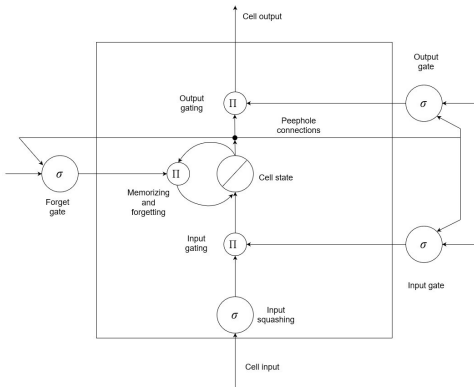 Cell output
Output
gate
Output
gating
Π
σ
Peephole
connections
σ
Forget
gate
Π
Memorizing
and
forgetting
Cell state
Input
gating
Π
σ
Input gate
σ
Input
squashing
Cell input